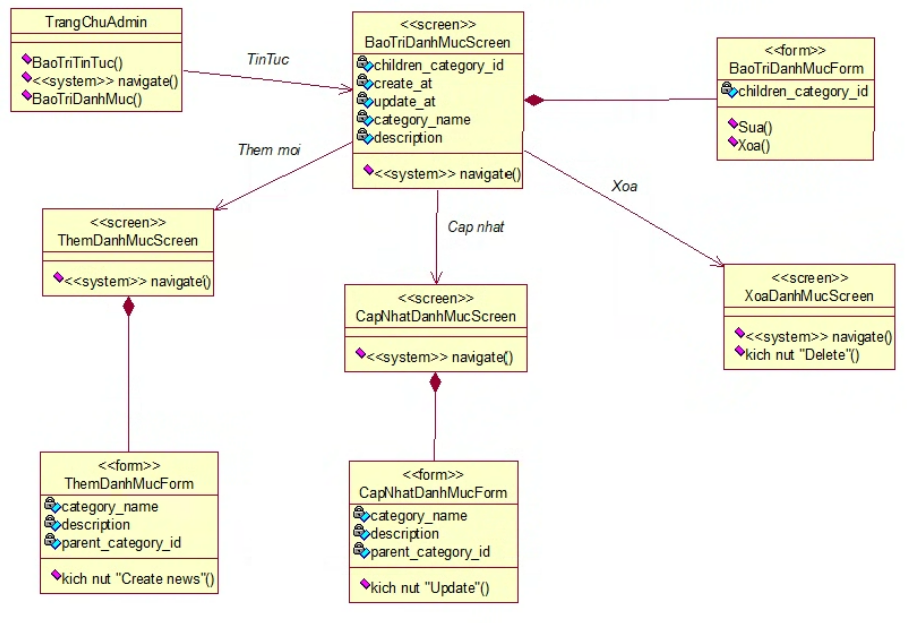 TrangChuAdmin
BaoTriTinTuc()
<<system>> navigate()
BaoTriDanhMuc()
TinTuc
<<screen>>
BaoTriDanhMucScreen
children_category_id
create_at
update_at
category_name
description
<<system>> navigate()
<<form>>
BaoTriDanhMucForm
children_category_id
Sua()
Xoa()
Them moi
Cap nhat
Xoa
<<screen>>
ThemDanhMucScreen
<<system>> navigate()
<<screen>>
CapNhatDanhMucScreen
<<system>> navigate()
<<screen>>
XoaDanhMucScreen
<<system>> navigate()
kich nut "Delete"()
<<form>>
ThemDanhMucForm
category_name
description
parent_category_id
kich nut "Create news"()
<<form>>
CapNhatDanhMucForm
category_name
description
parent_category_id
kich nut "Update"()